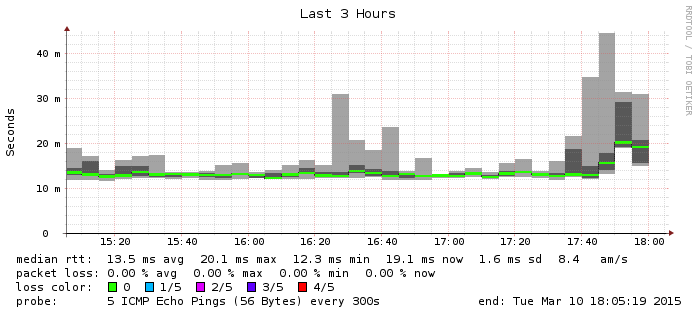 Last 3 Hours
RRDTOOL / TOBI OETIKER
Seconds
40 m
30 m
20 m
10 m
0
15:20 15:40 16:00 16:20 16:40 17:00 17:20 17:40 18:00
median rtt: 13.5 ms avg 20.1 ms max 12.3 ms min 19.1 ms now 1.6 ms sd 8.4 am/s
packet loss: 0.00 % avg 0.00 % max 0.00 % min 0.00 % now
loss color: 0 1/5 2/5 3/5 4/5
probe: 5 ICMP Echo Pings (56 Bytes) every 300s end: Tue Mar 10 18:05:19 2015